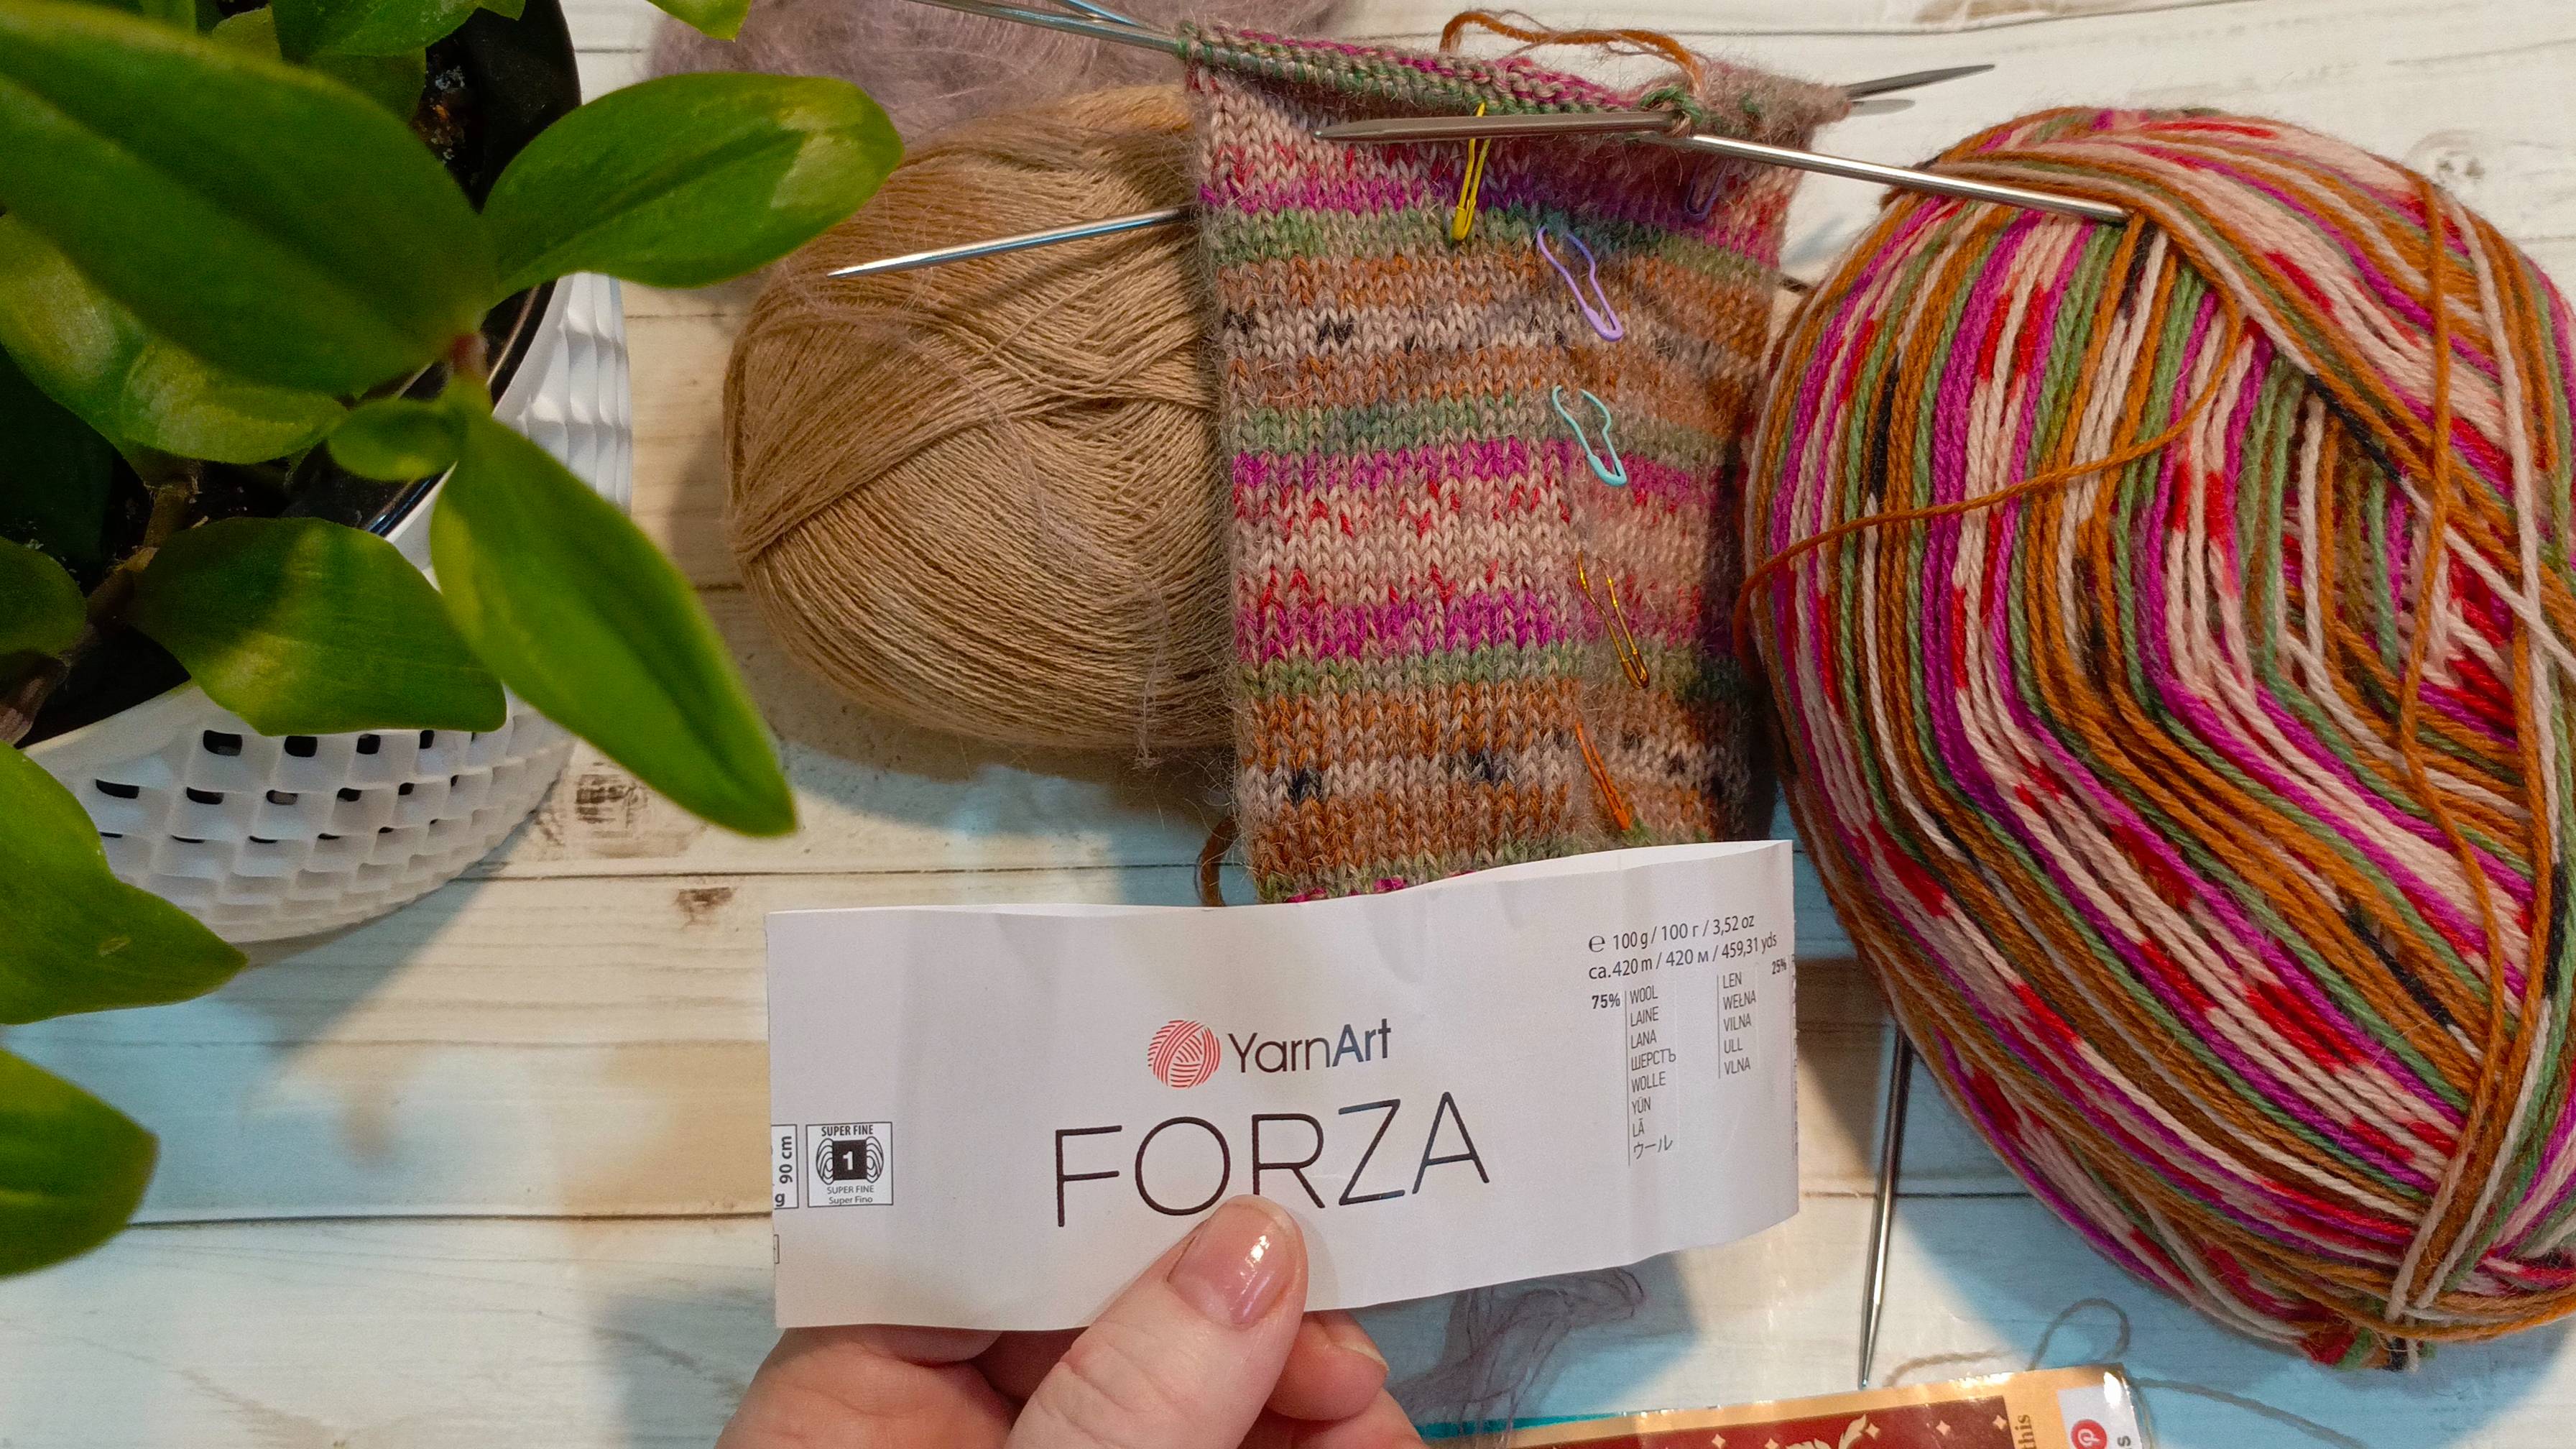 e 100 g / 100 г / 3,52 oz
ca.420 m / 420 м / 459,31 yds
75%
WOOL
LAINE
LANA
ШЕРСТЬ
WOLLE
YÜN
LÂ
ウール
LEN
WEŁNA
VILNA
ULL
VLNA
25%
YarnArt
FORZA
g 90 cm
SUPER FINE
1
SUPER FINE
Super Fino
this
s